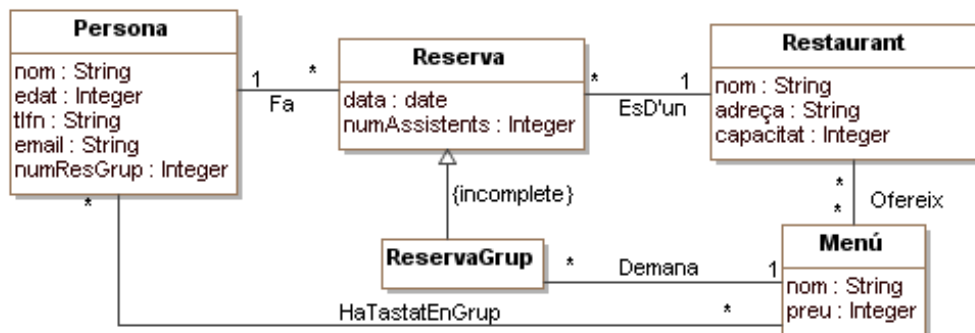 Persona
nom : String
edat : Integer
tlfn : String
email : String
numResGrup : Integer
1
*
Fa
Reserva
data : date
numAssistents : Integer
*
1
EsD'un
Restaurant
nom : String
adreça : String
capacitat : Integer
{incomplete}
*
*
Ofereix
ReservaGrup
*
Demana
1
Menú
nom : String
preu : Integer
*
HaTastatEnGrup
*